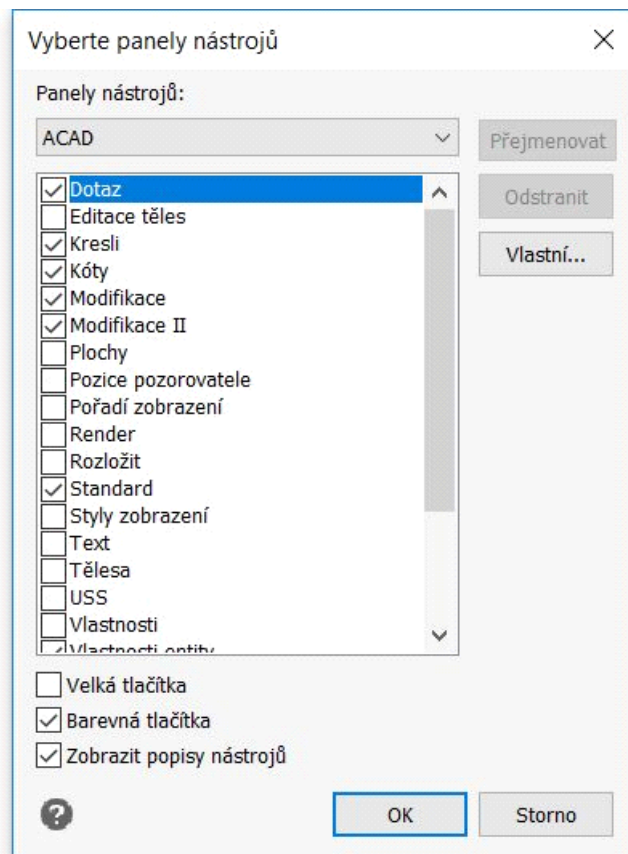 Vyberte panely nástrojů
Panely nástrojů:
ACAD
Přejmenovat
Dotaz
Odstranit
Editace těles
Kresli
Vlastní...
Kóty
Modifikace
Modifikace II
Plochy
Pozice pozorovatele
Pořadí zobrazení
Render
Rozložit
Standard
Styly zobrazení
Text
Tělesa
USS
Vlastnosti
Vlastnosti entity
Velká tlačítka
Barevná tlačítka
Zobrazit popisy nástrojů
?
OK
Storno